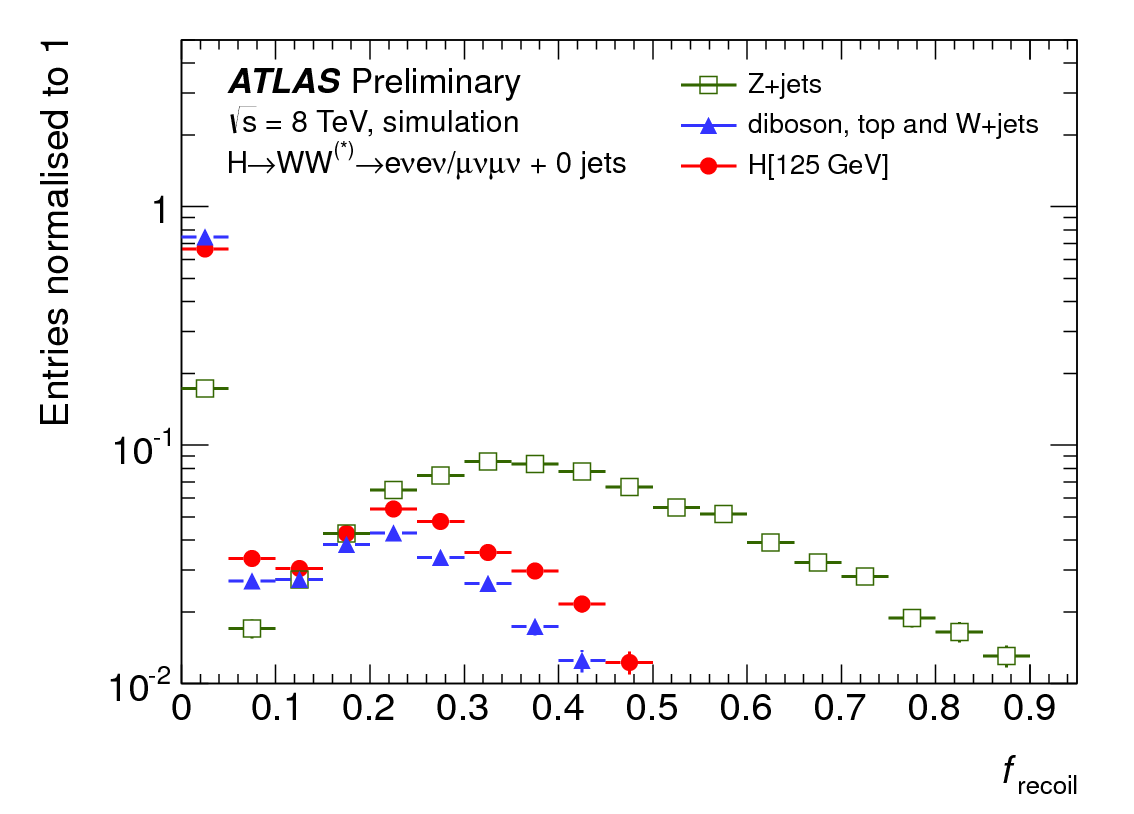 Entries normalised to 1
ATLAS Preliminary
√s = 8 TeV, simulation
H→WW(*)→eνeν/μνμν + 0 jets
Z+jets
diboson, top and W+jets
H[125 GeV]
1
10-1
10-2
0 0.1 0.2 0.3 0.4 0.5 0.6 0.7 0.8 0.9
f recoil